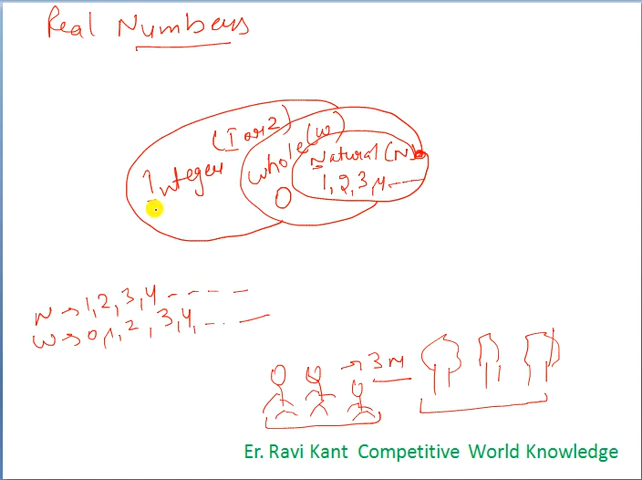 Real Numbers
(I or Z)
Integer
whole (w)
0
Natural (N)
1, 2, 3, 4 -----
N → 1, 2, 3, 4 - - - - -
W → 0, 1, 2, 3, 4, - - —
→ 3 N
Er. Ravi Kant Competitive World Knowledge